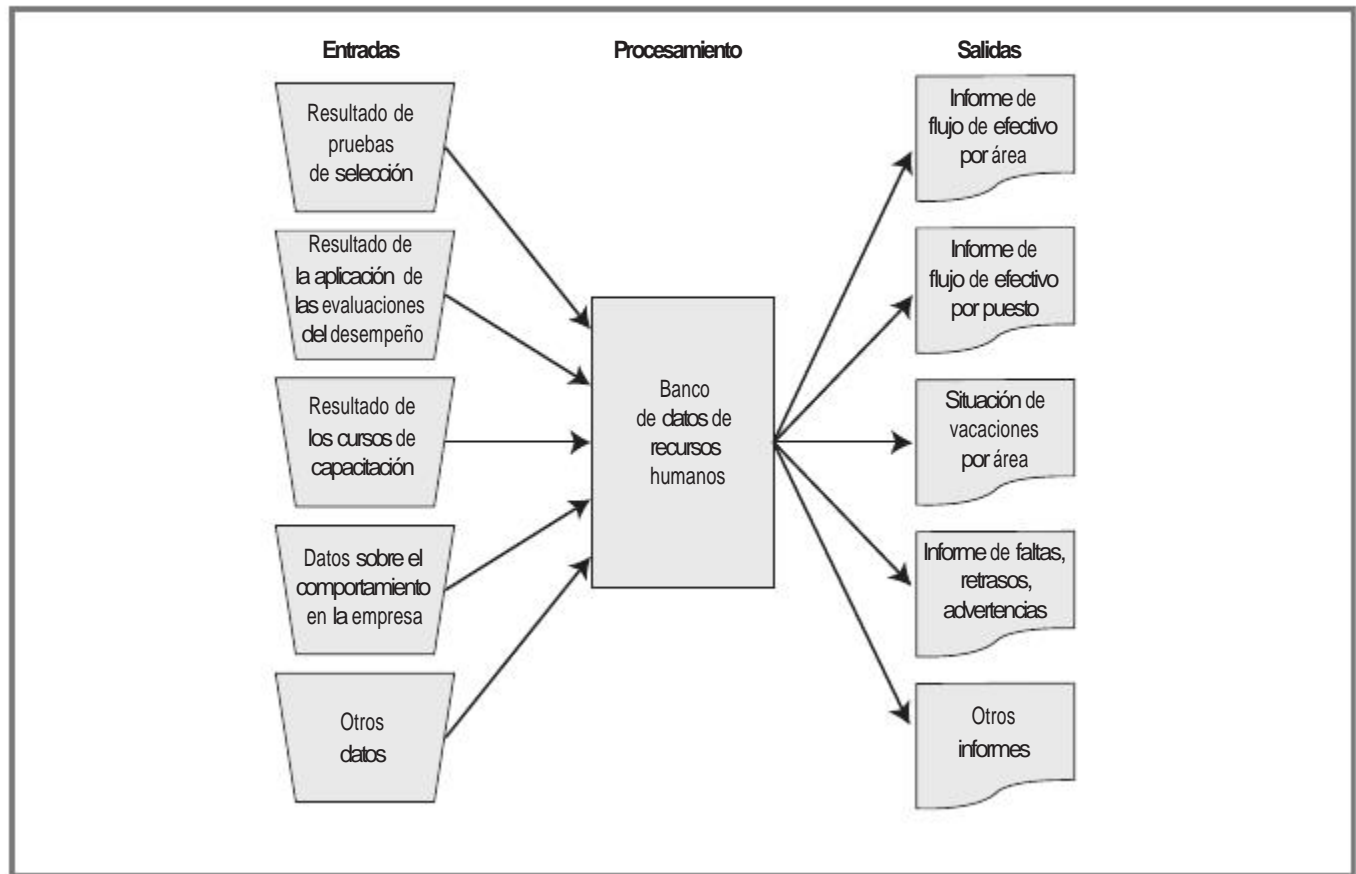 Entradas
Procesamiento
Salidas
Resultado de
pruebas
de selección
Resultado de
la aplicación de
las evaluaciones
del desempeño
Resultado de
los cursos de
capacitación
Datos sobre el
comportamiento
en la empresa
Otros
datos
Banco
de datos de
recursos
humanos
Informe de
flujo de efectivo
por área
Informe de
flujo de efectivo
por puesto
Situación de
vacaciones
por área
Informe de faltas,
retrasos,
advertencias
Otros
informes